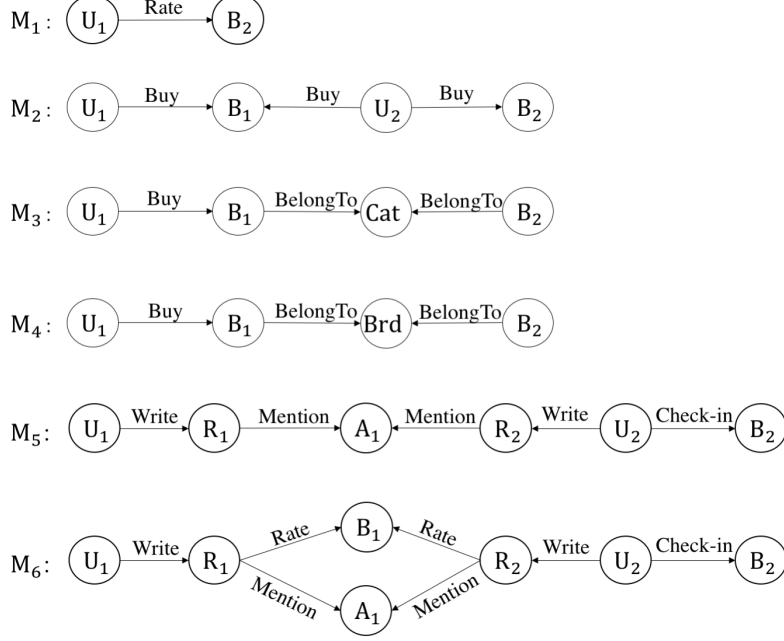 Rate
M₁: U₁ B₂
Buy Buy Buy
M₂: U₁ B₁ U₂ B₂
Buy BelongTo BelongTo
M₃: U₁ B₁ Cat B₂
Buy BelongTo BelongTo
M₄: U₁ B₁ Brd B₂
Write Mention Mention Write Check-in
M₅: U₁ R₁ A₁ R₂ U₂ B₂
B₁
Rate Rate
Write Write Check-in
M₆: U₁ R₁ R₂ U₂ B₂
Mention Mention
A₁